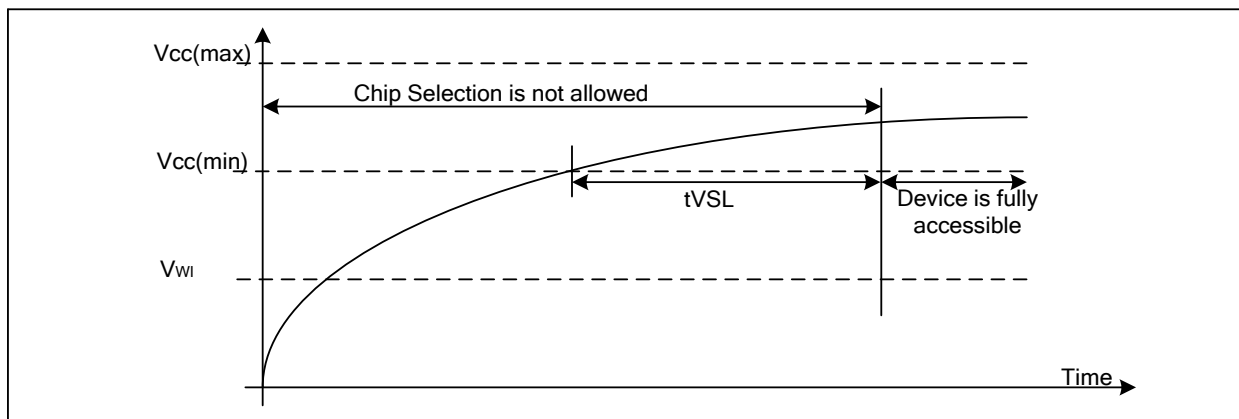 Vcc(max)
Chip Selection is not allowed
Vcc(min)
tVSL
Device is fully
accessible
VWI
Time